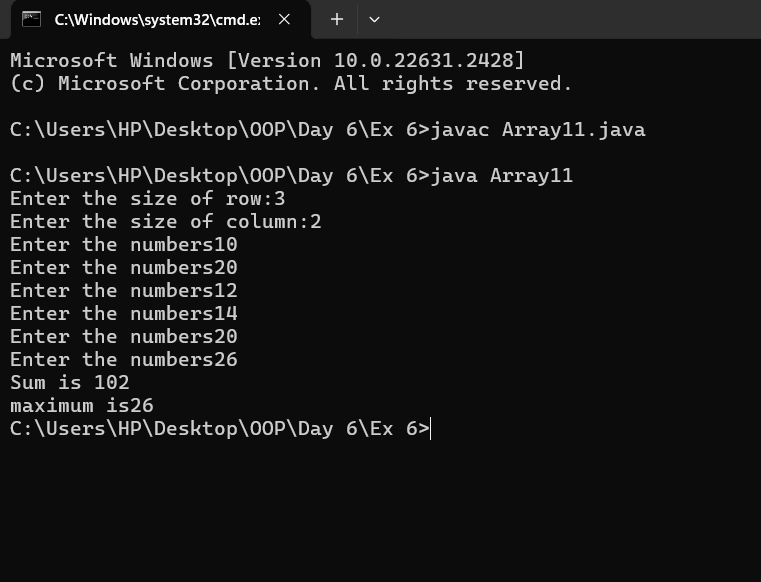 C:\Windows\system32\cmd.e
Microsoft Windows [Version 10.0.22631.2428]
(c) Microsoft Corporation. All rights reserved.
C:\Users\HP\Desktop\OOP\Day 6\Ex 6>javac Array11.java
C:\Users\HP\Desktop\OOP\Day 6\Ex 6>java Array11
Enter the size of row:3
Enter the size of column:2
Enter the numbers10
Enter the numbers20
Enter the numbers12
Enter the numbers14
Enter the numbers20
Enter the numbers26
Sum is 102
maximum is26
C:\Users\HP\Desktop\OOP\Day 6\Ex 6>